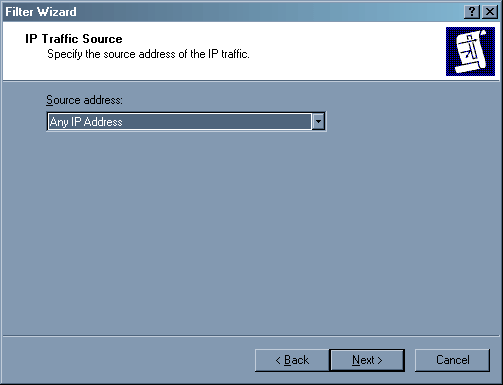 Filter Wizard
IP Traffic Source
Specify the source address of the IP traffic.
Source address:
Any IP Address
< Back
Next >
Cancel